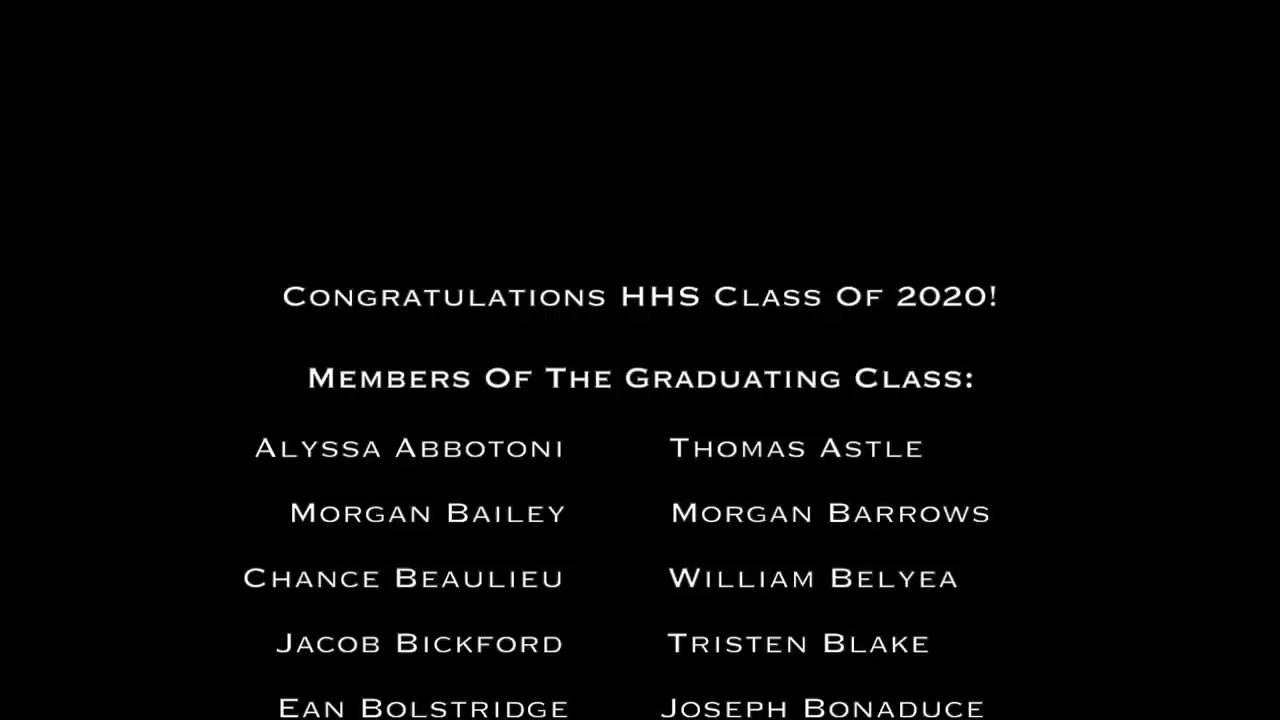 Congratulations HHS Class Of 2020!
Members Of The Graduating Class:
Alyssa Abbotoni Thomas Astle
Morgan Bailey Morgan Barrows
Chance Beaulieu William Belyea
Jacob Bickford Tristen Blake
Ean Bolstridge Joseph Bonaduce